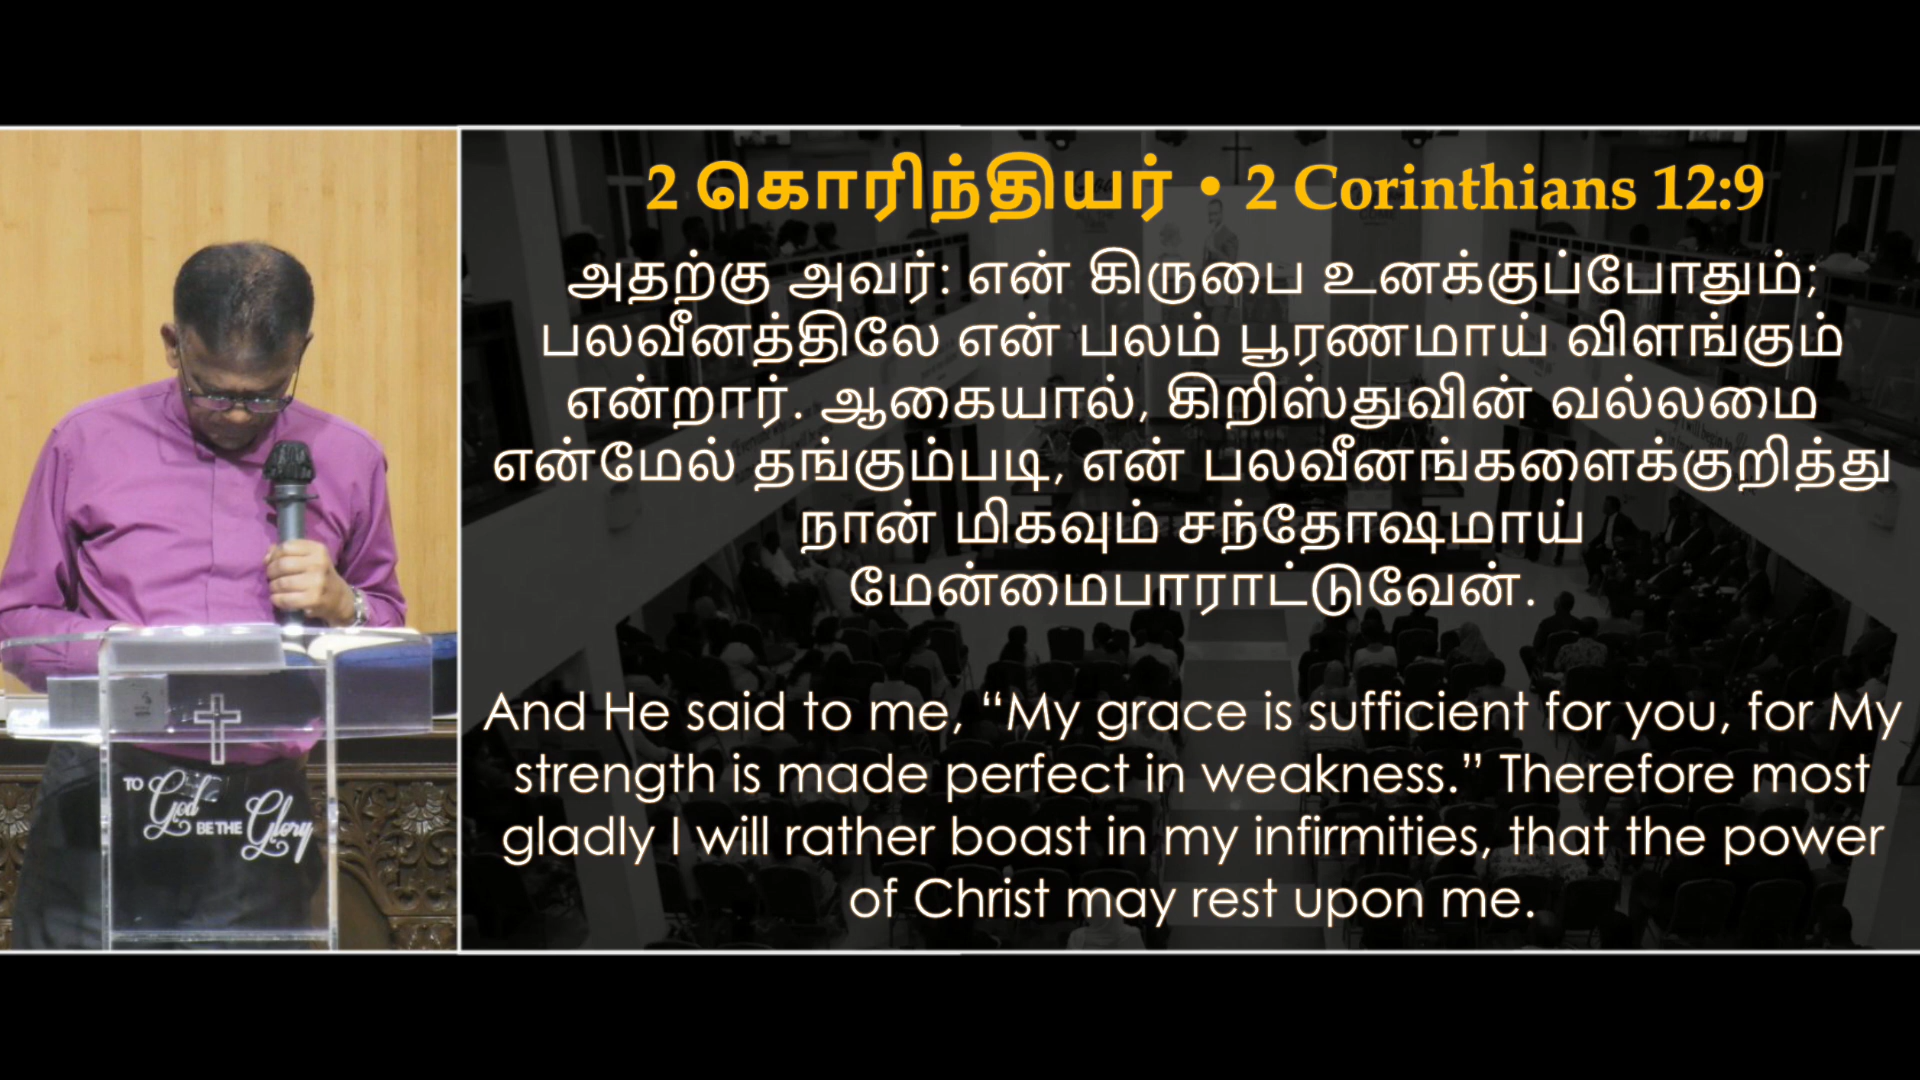 2 கொரிந்தியர் • 2 Corinthians 12:9
அதற்கு அவர்: என் கிருபை உனக்குப்போதும்;
பலவீனத்திலே என் பலம் பூரணமாய் விளங்கும்
என்றார். ஆகையால், கிறிஸ்துவின் வல்லமை
என்மேல் தங்கும்படி, என் பலவீனங்களைக்குறித்து
நான் மிகவும் சந்தோஷமாய்
மேன்மைபாராட்டுவேன்.
And He said to me, “My grace is sufficient for you, for My
strength is made perfect in weakness.” Therefore most
gladly I will rather boast in my infirmities, that the power
of Christ may rest upon me.
TO God
BE THE Glory